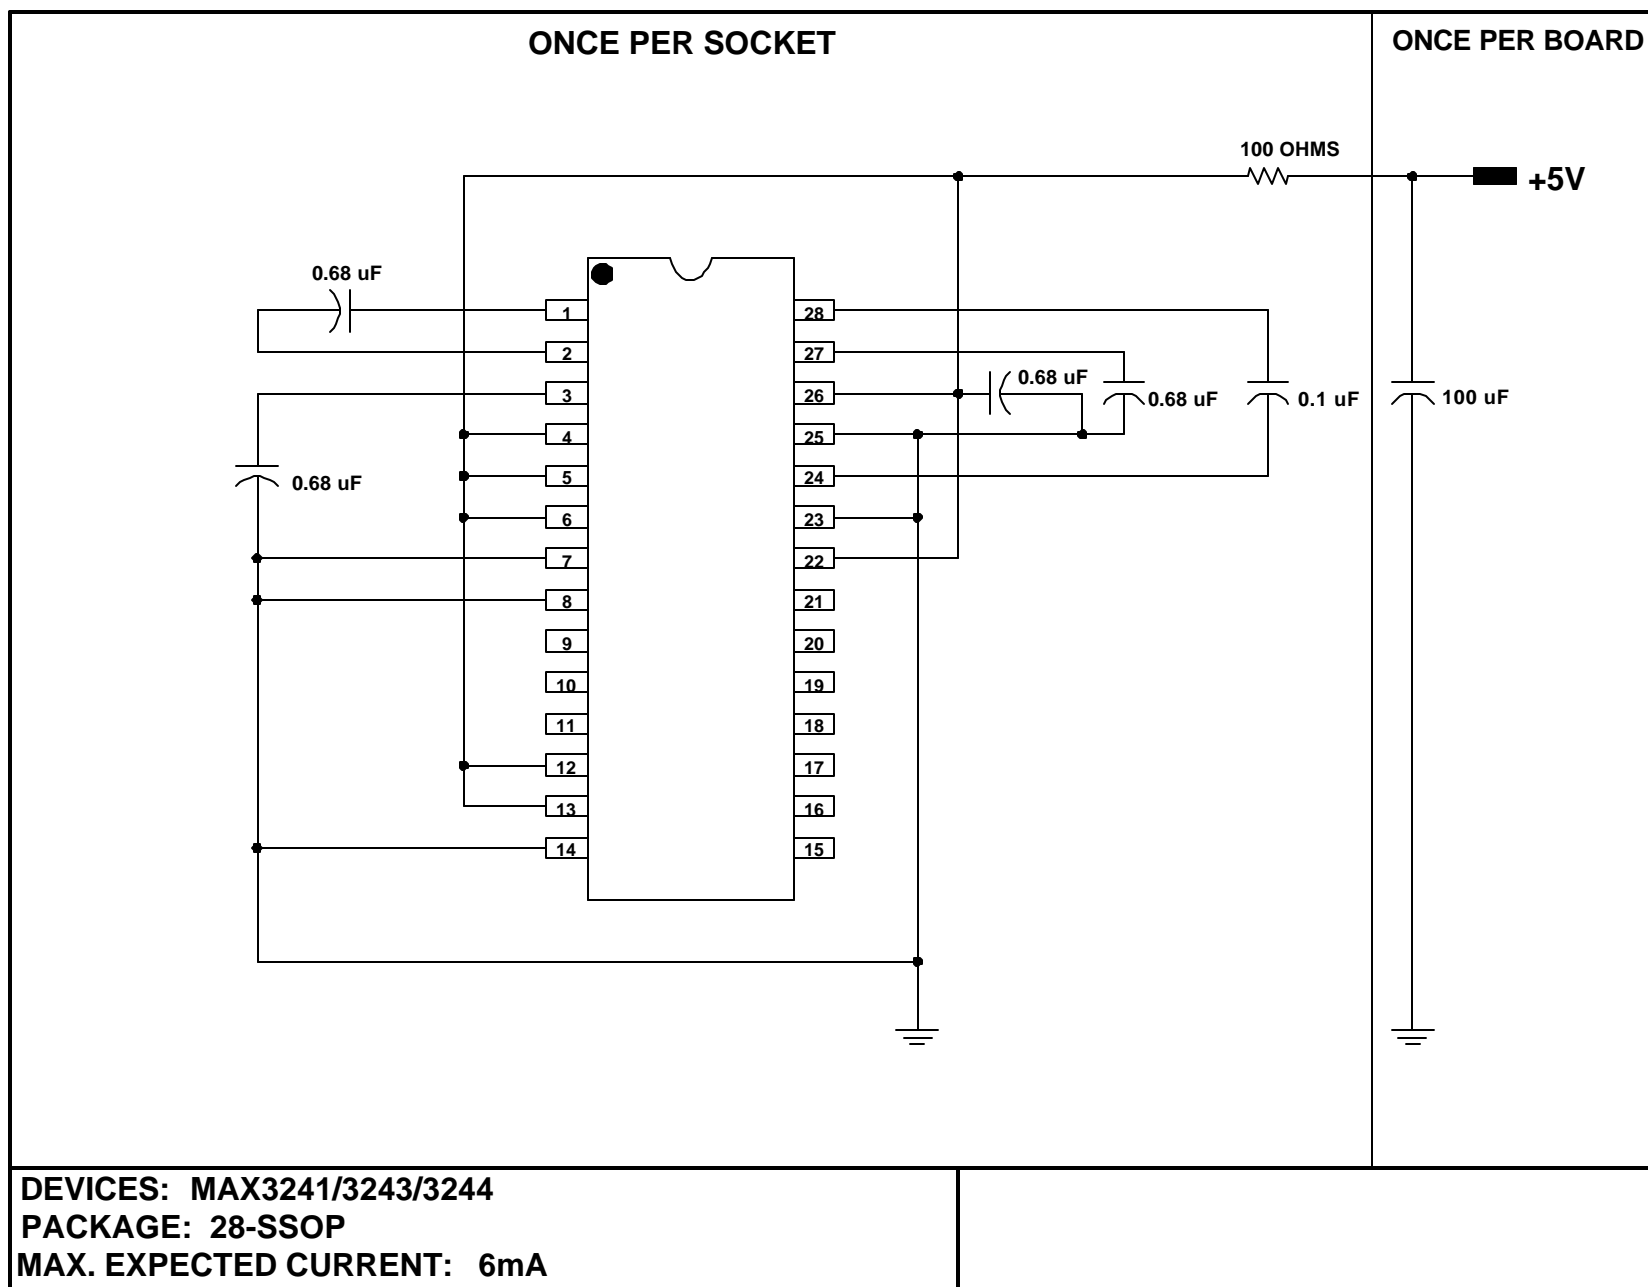 ONCE PER SOCKET
ONCE PER BOARD
100 OHMS
+5V
0.68 uF
1
28
2
27
0.68 uF
3
26
0.68 uF
0.1 uF
100 uF
4
25
5
24
0.68 uF
6
23
7
22
8
21
9
20
10
19
11
18
12
17
13
16
14
15
DEVICES: MAX3241/3243/3244
PACKAGE: 28-SSOP
MAX. EXPECTED CURRENT: 6mA